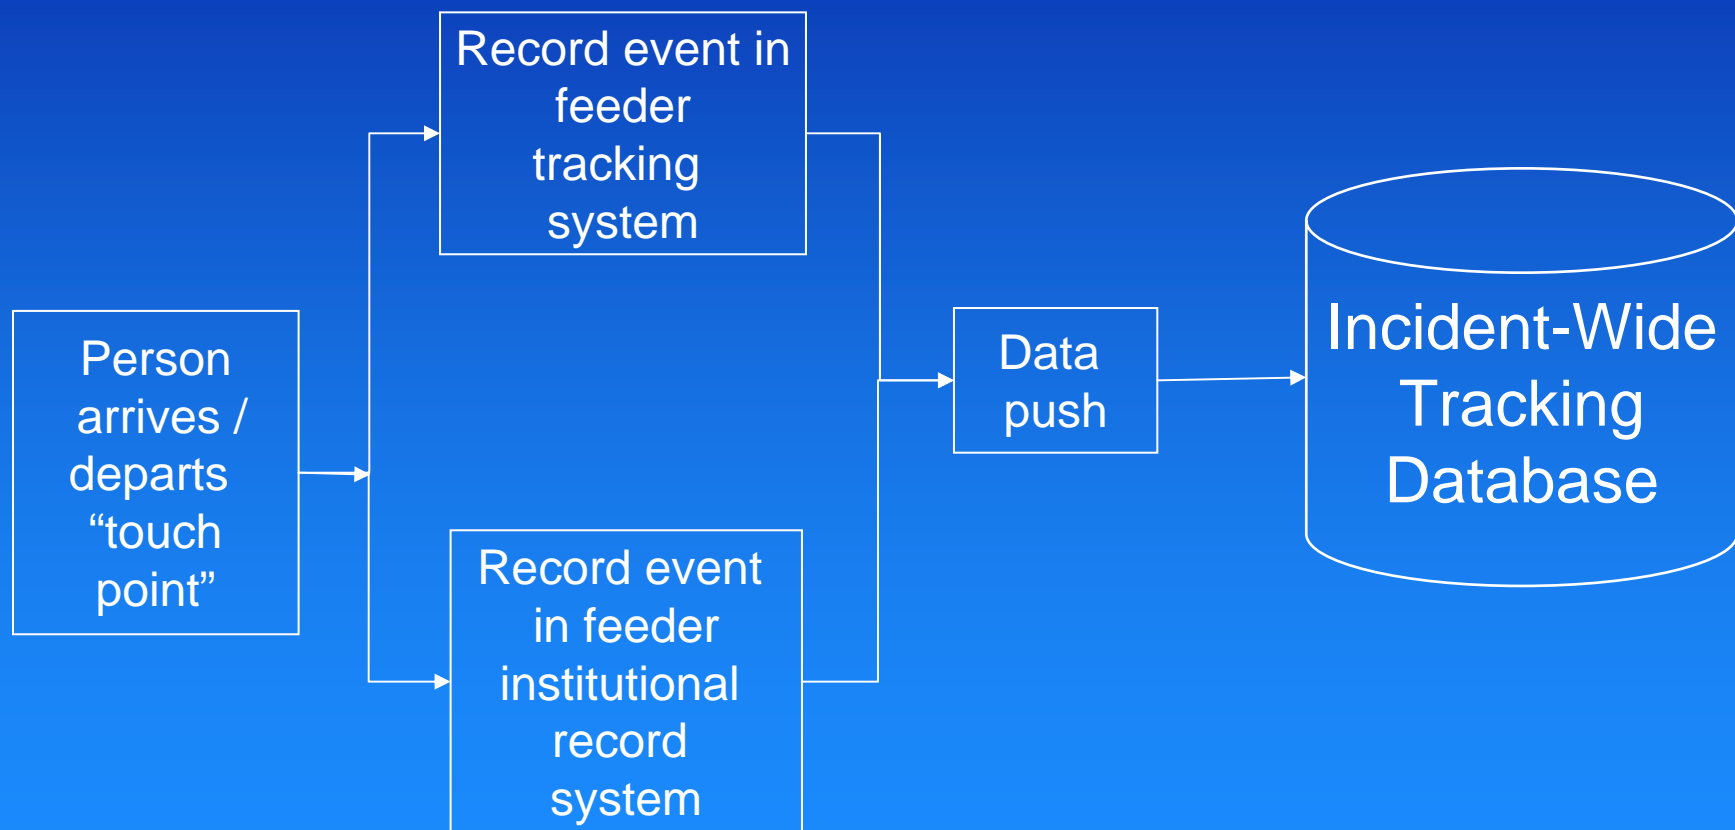 Person
arrives /
departs
“touch
point”
Record event in
feeder
tracking
system
Record event
in feeder
institutional
record
system
Data
push
Incident-Wide
Tracking
Database